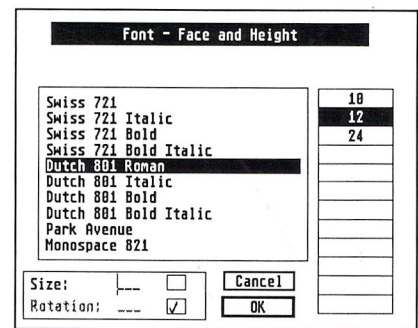 Font - Face and Height
Swiss 721
Swiss 721 Italic
Swiss 721 Bold
Swiss 721 Bold Italic
Dutch 801 Roman
Dutch 801 Italic
Dutch 801 Bold
Dutch 801 Bold Italic
Park Avenue
Monospace 821
10
12
24
Size: ___
Rotation: ___
Cancel
OK